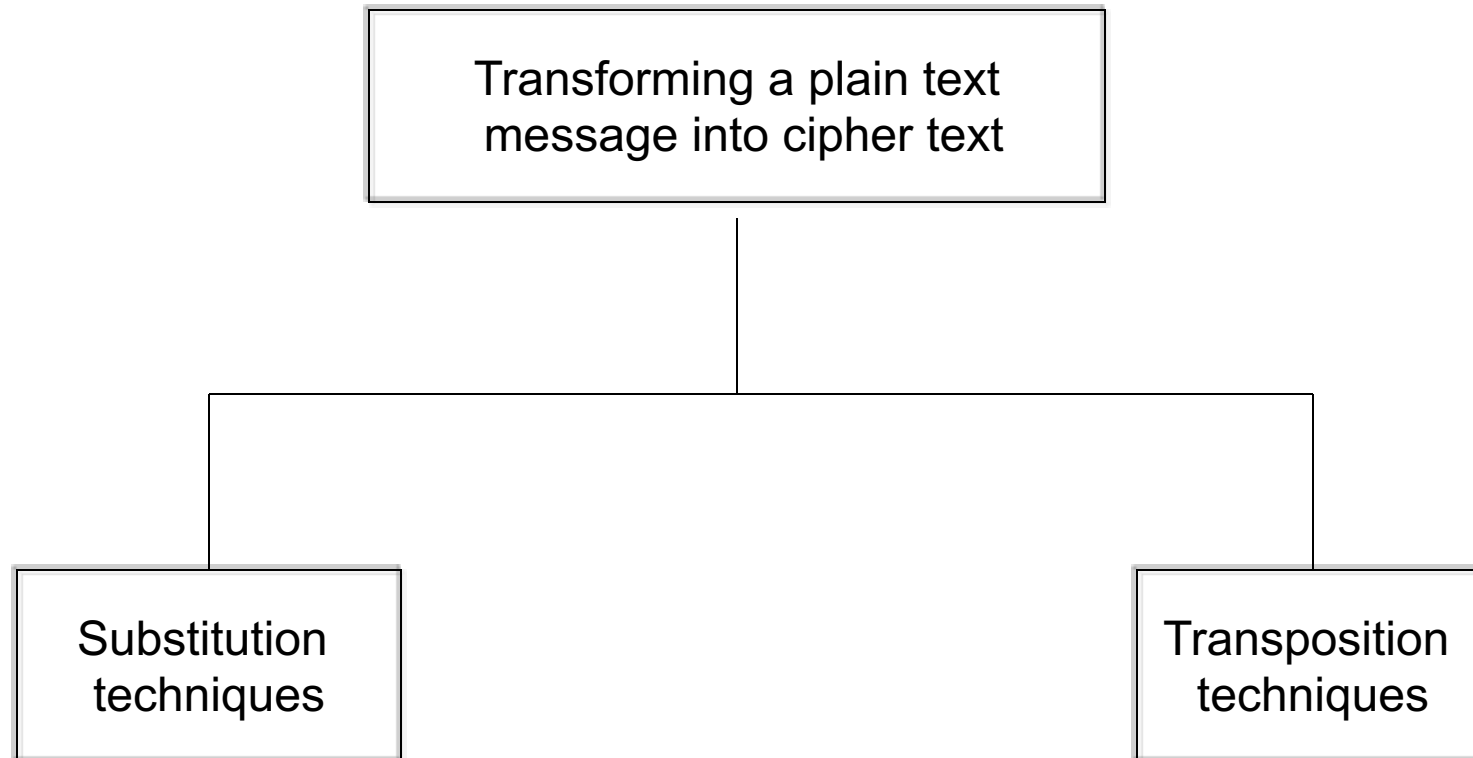 Transforming a plain text
message into cipher text
Substitution
techniques
Transposition
techniques